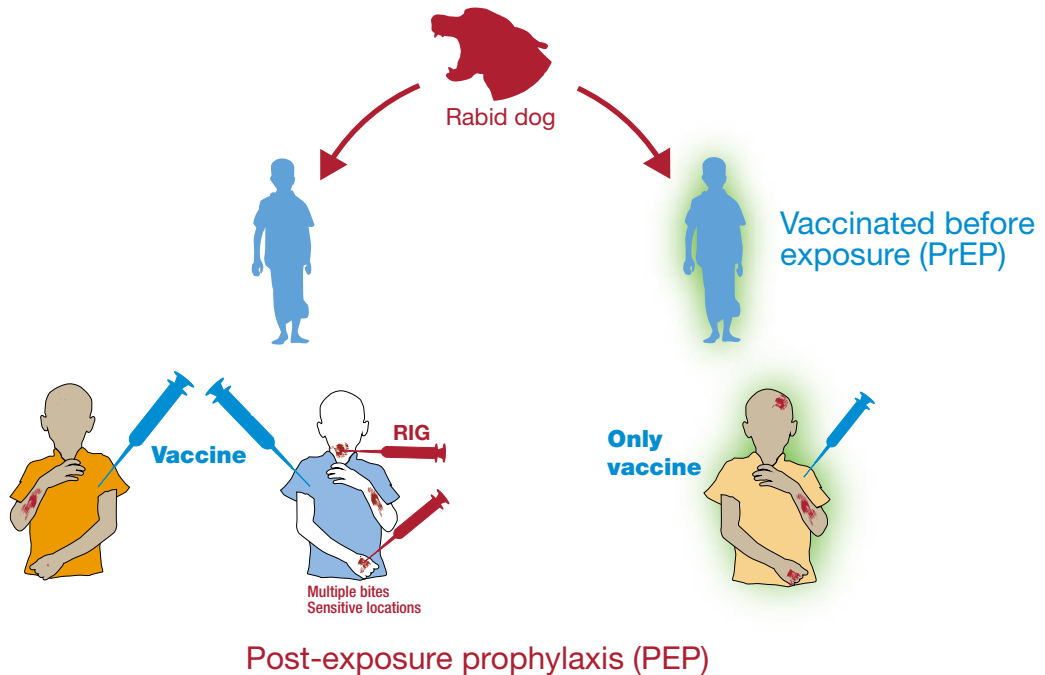 Rabid dog
Vaccinated before
exposure (PrEP)
Vaccine
RIG
Only
vaccine
Multiple bites
Sensitive locations
Post-exposure prophylaxis (PEP)